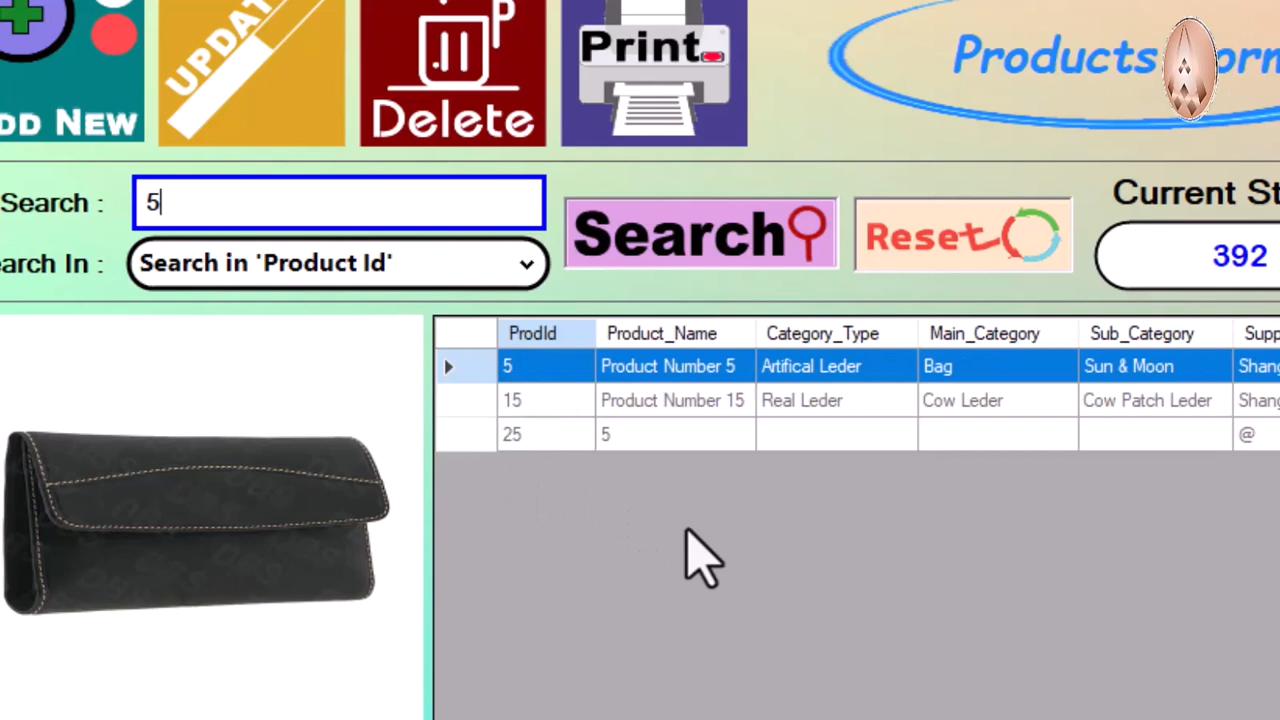 DD NEW
UPDAT
Delete
Print
Products
Search :
5
Search
Reset
Current St
392
earch In :
Search in 'Product Id'
ProdId Product_Name Category_Type Main_Category Sub_Category Supp
5 Product Number 5 Artifical Leder Bag Sun & Moon Shang
15 Product Number 15 Real Leder Cow Leder Cow Patch Leder Shang
25 5 @